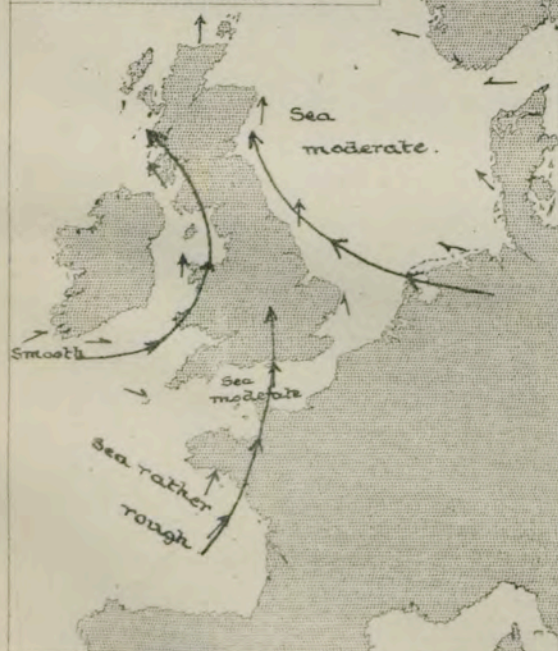 Sea
moderate.
Smooth
Sea
moderate
Sea rather
rough